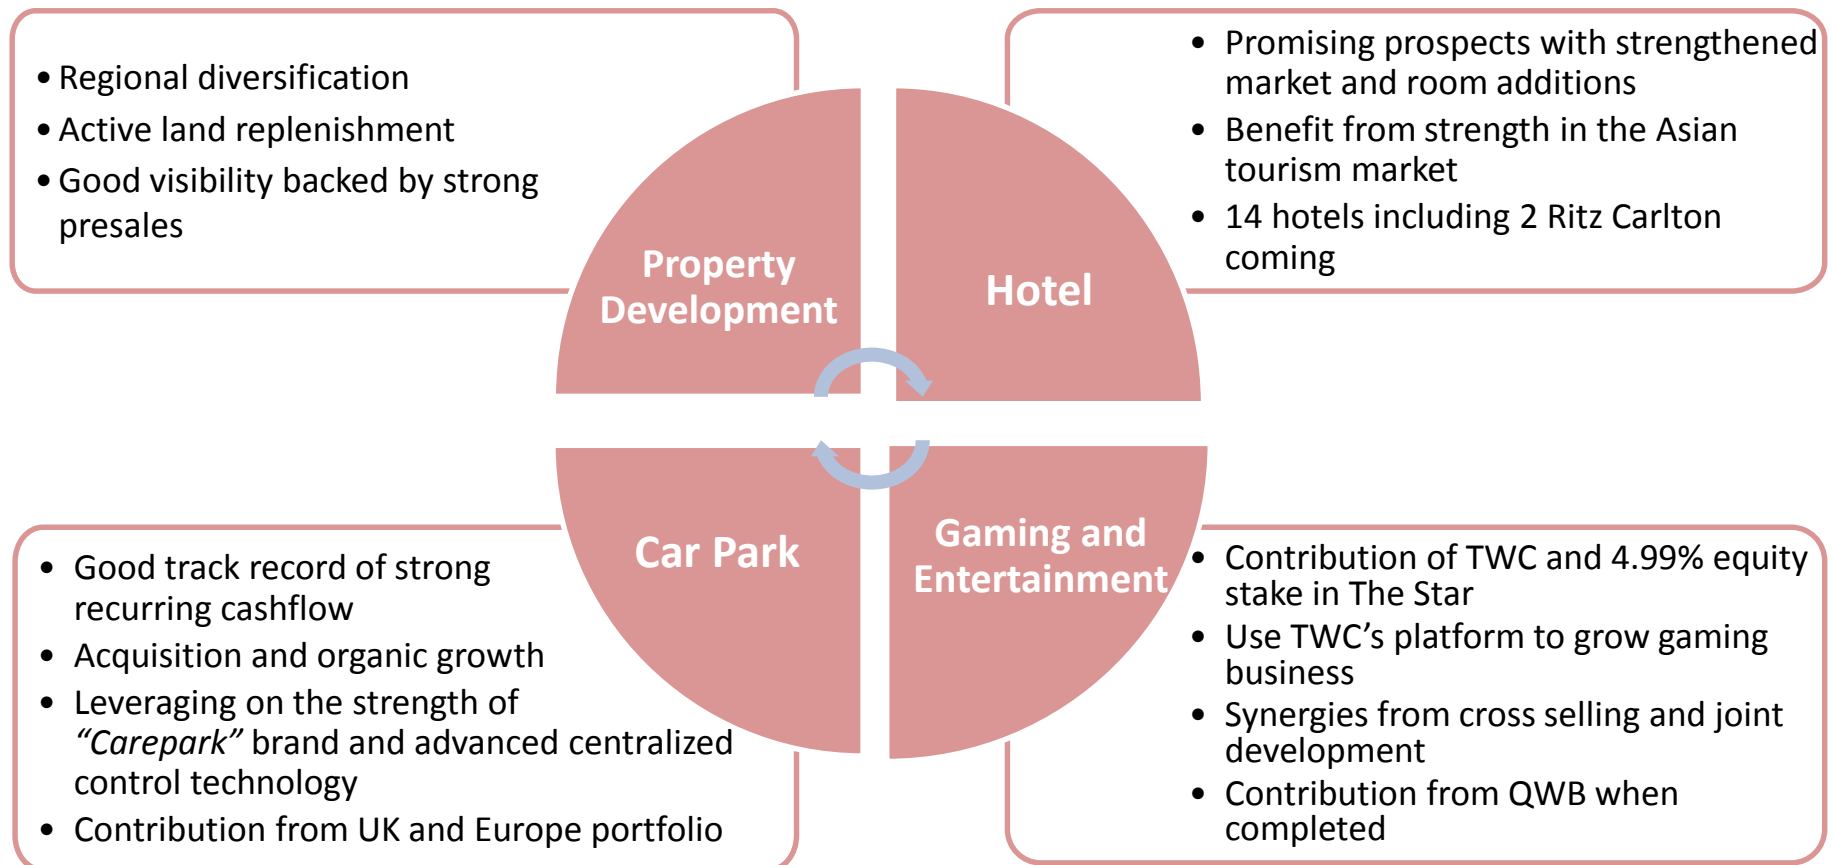 • Regional diversification
• Active land replenishment
• Good visibility backed by strong
presales
Property
Development
• Promising prospects with strengthened
market and room additions
• Benefit from strength in the Asian
tourism market
• 14 hotels including 2 Ritz Carlton
coming
Hotel
• Good track record of strong
recurring cashflow
• Acquisition and organic growth
• Leveraging on the strength of
“Carepark” brand and advanced centralized
control technology
• Contribution from UK and Europe portfolio
Car Park
Gaming and
Entertainment
• Contribution of TWC and 4.99% equity
stake in The Star
• Use TWC’s platform to grow gaming
business
• Synergies from cross selling and joint
development
• Contribution from QWB when
completed